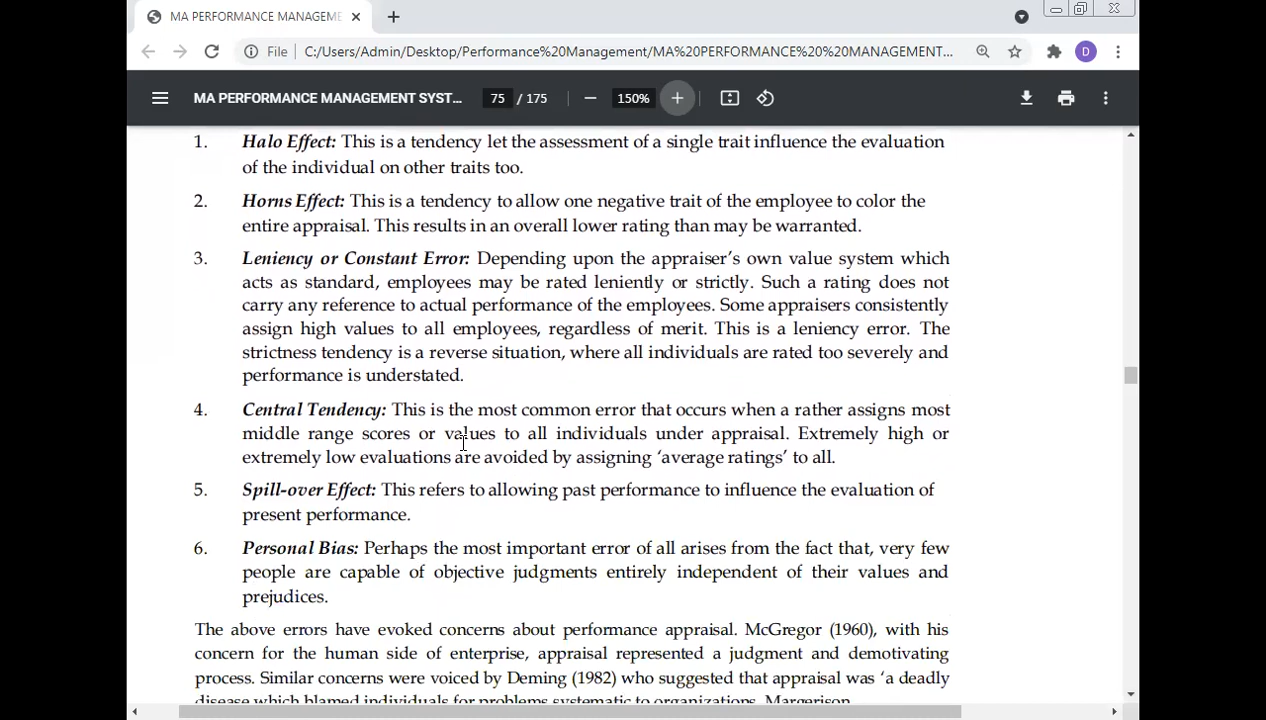 MA PERFORMANCE MANAGEME
File C:/Users/Admin/Desktop/Performance%20Management/MA%20PERFORMANCE%20%20MANAGEMENT...
D
MA PERFORMANCE MANAGEMENT SYST... 75 / 175 150%
1. Halo Effect: This is a tendency let the assessment of a single trait influence the evaluation
of the individual on other traits too.
2. Horns Effect: This is a tendency to allow one negative trait of the employee to color the
entire appraisal. This results in an overall lower rating than may be warranted.
3. Leniency or Constant Error: Depending upon the appraiser's own value system which
acts as standard, employees may be rated leniently or strictly. Such a rating does not
carry any reference to actual performance of the employees. Some appraisers consistently
assign high values to all employees, regardless of merit. This is a leniency error. The
strictness tendency is a reverse situation, where all individuals are rated too severely and
performance is understated.
4. Central Tendency: This is the most common error that occurs when a rather assigns most
middle range scores or values to all individuals under appraisal. Extremely high or
extremely low evaluations are avoided by assigning 'average ratings' to all.
5. Spill-over Effect: This refers to allowing past performance to influence the evaluation of
present performance.
6. Personal Bias: Perhaps the most important error of all arises from the fact that, very few
people are capable of objective judgments entirely independent of their values and
prejudices.
The above errors have evoked concerns about performance appraisal. McGregor (1960), with his
concern for the human side of enterprise, appraisal represented a judgment and demotivating
process. Similar concerns were voiced by Deming (1982) who suggested that appraisal was 'a deadly
disease which blamed individuals for problems systematic to organizations. Margerison